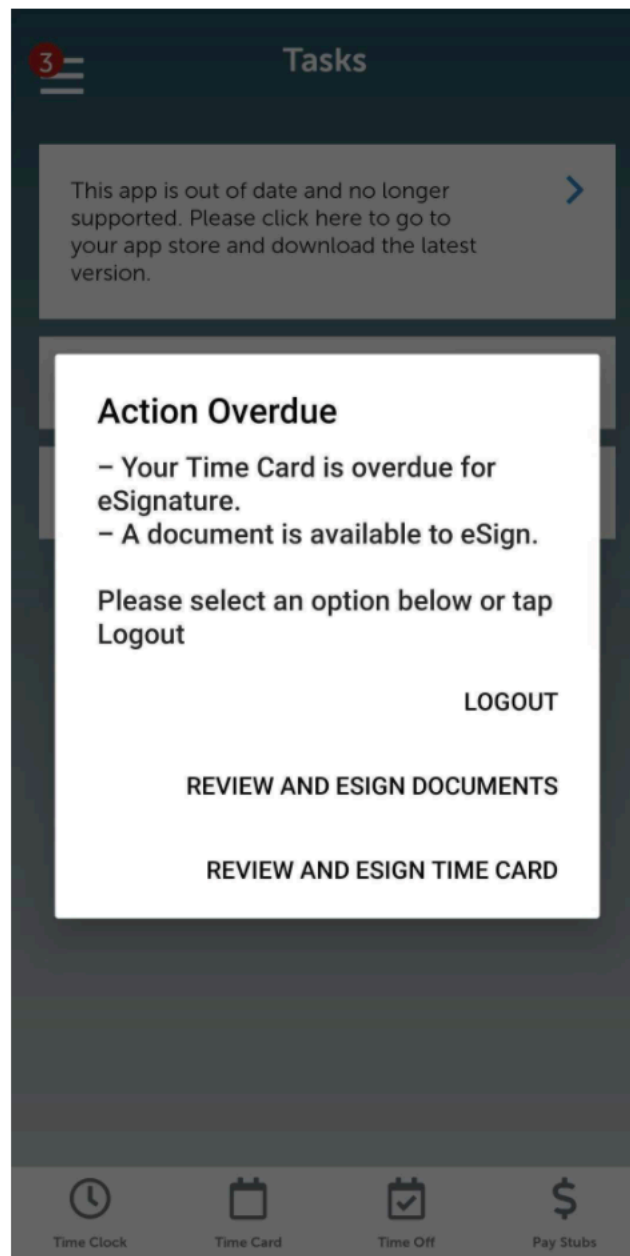 3
Tasks
This app is out of date and no longer
supported. Please click here to go to
your app store and download the latest
version.
Action Overdue
– Your Time Card is overdue for
eSignature.
– A document is available to eSign.
Please select an option below or tap
Logout
LOGOUT
REVIEW AND ESIGN DOCUMENTS
REVIEW AND ESIGN TIME CARD
Time Clock
Time Card
Time Off
Pay Stubs